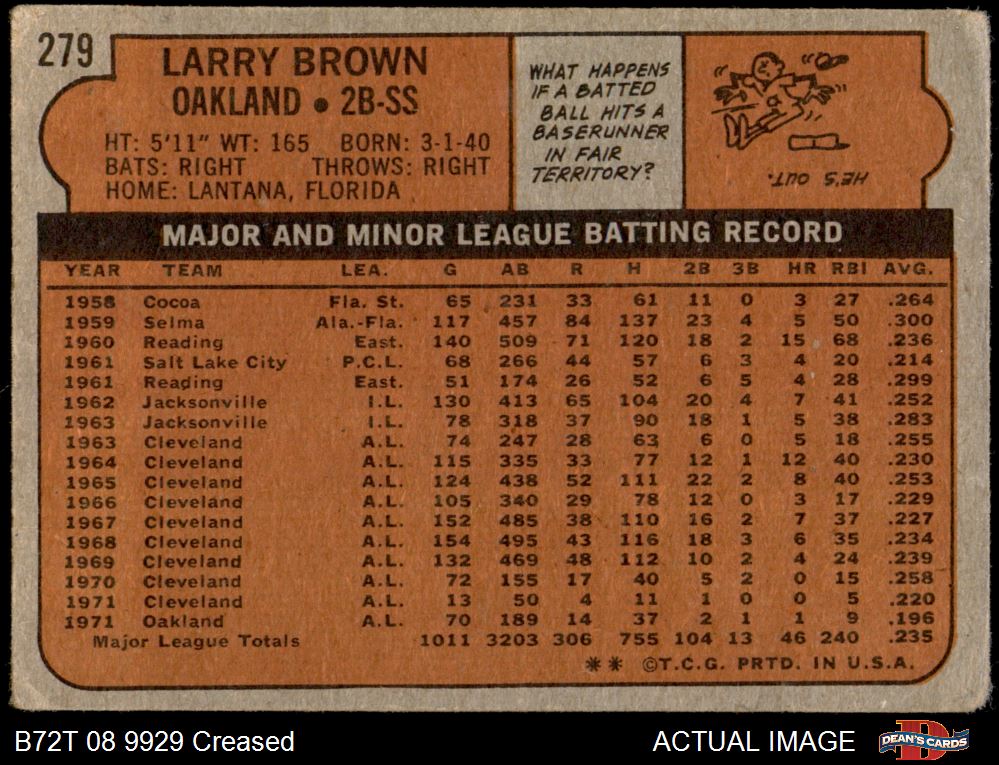 279
LARRY BROWN
OAKLAND • 2B-SS
HT: 5'11" WT: 165 BORN: 3-1-40
BATS: RIGHT THROWS: RIGHT
HOME: LANTANA, FLORIDA
WHAT HAPPENS
IF A BATTED
BALL HITS A
BASERUNNER
IN FAIR
TERRITORY?
HE'S OUT.
MAJOR AND MINOR LEAGUE BATTING RECORD
YEAR TEAM LEA. G AB R H 2B 3B HR RBI AVG.
1958 Cocoa Fla. St. 65 231 33 61 11 0 3 27 .264
1959 Selma Ala.-Fla. 117 457 84 137 23 4 5 50 .300
1960 Reading East. 140 509 71 120 18 2 15 68 .236
1961 Salt Lake City P.C.L. 68 266 44 57 6 3 4 20 .214
1961 Reading East. 51 174 26 52 6 5 4 28 .299
1962 Jacksonville I.L. 130 413 65 104 20 4 7 41 .252
1963 Jacksonville I.L. 78 318 37 90 18 1 5 38 .283
1963 Cleveland A.L. 74 247 28 63 6 0 5 18 .255
1964 Cleveland A.L. 115 335 33 77 12 1 12 40 .230
1965 Cleveland A.L. 124 438 52 111 22 2 8 40 .253
1966 Cleveland A.L. 105 340 29 78 12 0 3 17 .229
1967 Cleveland A.L. 152 485 38 110 16 2 7 37 .227
1968 Cleveland A.L. 154 495 43 116 18 3 6 35 .234
1969 Cleveland A.L. 132 469 48 112 10 2 4 24 .239
1970 Cleveland A.L. 72 155 17 40 5 2 0 15 .258
1971 Cleveland A.L. 13 50 4 11 1 0 0 5 .220
1971 Oakland A.L. 70 189 14 37 2 1 1 9 .196
Major League Totals 1011 3203 306 755 104 13 46 240 .235
** ©T.C.G. PRTD. IN U.S.A.
B72T 08 9929 Creased
ACTUAL IMAGE
D
DEAN'S CARDS